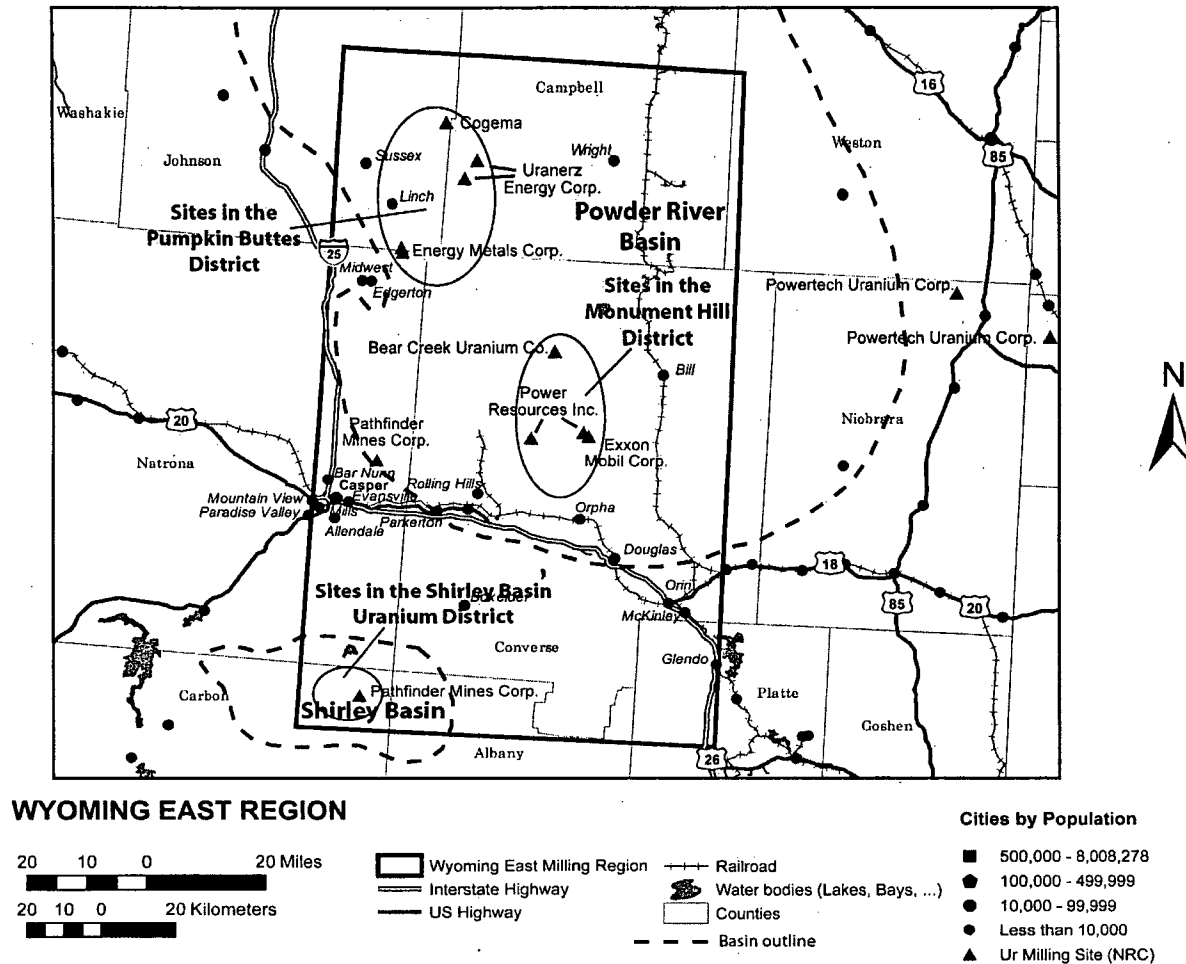 Campbell
16
Washakie
Cogema
Weston
Johnson
Sussex
Wright
85
Uranerz
Energy Corp.
Linch
Sites in the
Pumpkin Buttes
District
Powder River
Basin
25
Energy Metals Corp.
Midwest
Edgerton
Sites in the
Monument Hill
District
Powertech Uranium Corp.
Powertech Uranium Corp.
Bear Creek Uranium Co.
Bill
N
20
Power
Resources Inc.
Niobrara
Pathfinder
Mines Corp.
Exxon
Mobil Corp.
Natrona
Bar Nunn
Casper
Rolling Hills
Mountain View
Evansville
Paradise Valley
Mills
Parkerton
Orpha
Allendale
Douglas
18
Sites in the Shirley Basin
Uranium District
Orin
85
20
McKinley
Converse
Glendo
Carbon
Pathfinder Mines Corp.
Platte
Shirley Basin
Goshen
Albany
26
WYOMING EAST REGION
20 10 0 20 Miles
20 10 0 20 Kilometers
Wyoming East Milling Region
Interstate Highway
US Highway
Railroad
Water bodies (Lakes, Bays, ...)
Counties
Basin outline
Cities by Population
500,000 - 8,008,278
100,000 - 499,999
10,000 - 99,999
Less than 10,000
Ur Milling Site (NRC)